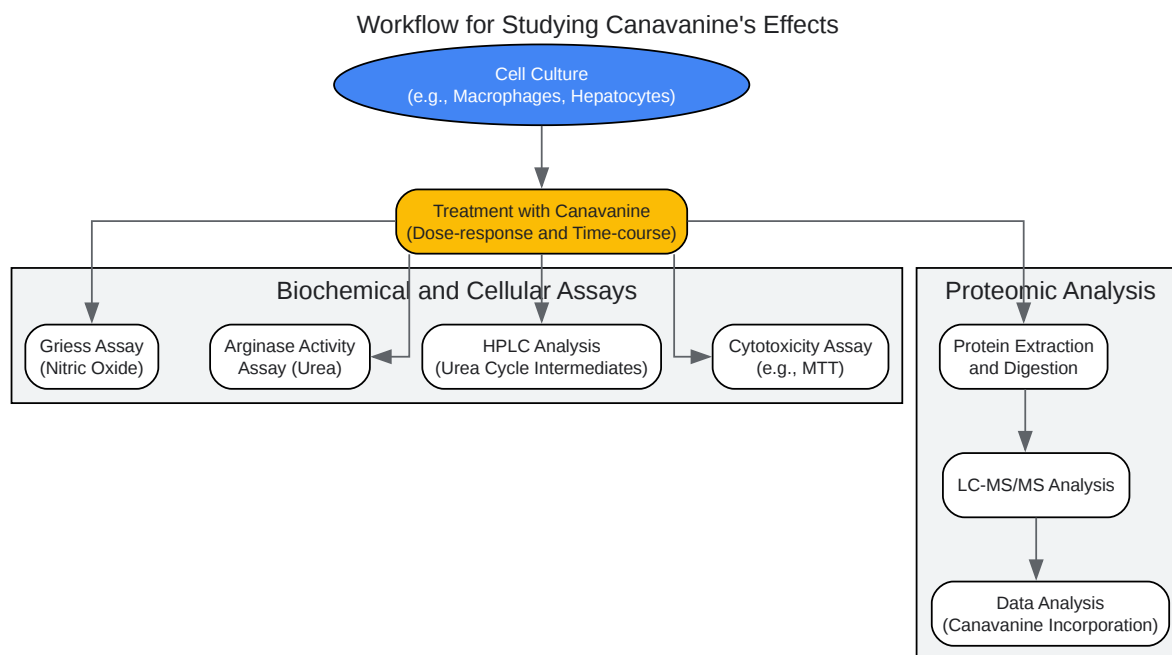 Workflow for Studying Canavanine's Effects
Cell Culture
(e.g., Macrophages, Hepatocytes)
Treatment with Canavanine
(Dose-response and Time-course)
Biochemical and Cellular Assays
Griess Assay
(Nitric Oxide)
Arginase Activity
Assay (Urea)
HPLC Analysis
(Urea Cycle Intermediates)
Cytotoxicity Assay
(e.g., MTT)
Proteomic Analysis
Protein Extraction
and Digestion
LC-MS/MS Analysis
Data Analysis
(Canavanine Incorporation)